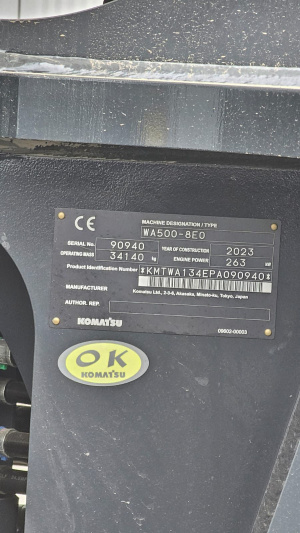 CE
MACHINE DESIGNATION / TYPE
WA500-8E0
SERIAL No. 90940 YEAR OF CONSTRUCTION 2023
OPERATING MASS 34140 kg ENGINE POWER 263 kW
Product Identification Number *KMTWA134EPA090940*
MANUFACTURER Komatsu Ltd., 2-3-6, Akasaka, Minato-ku, Tokyo, Japan
AUTHOR. REP.
KOMATSU 09602-00003
OK
KOMATSU